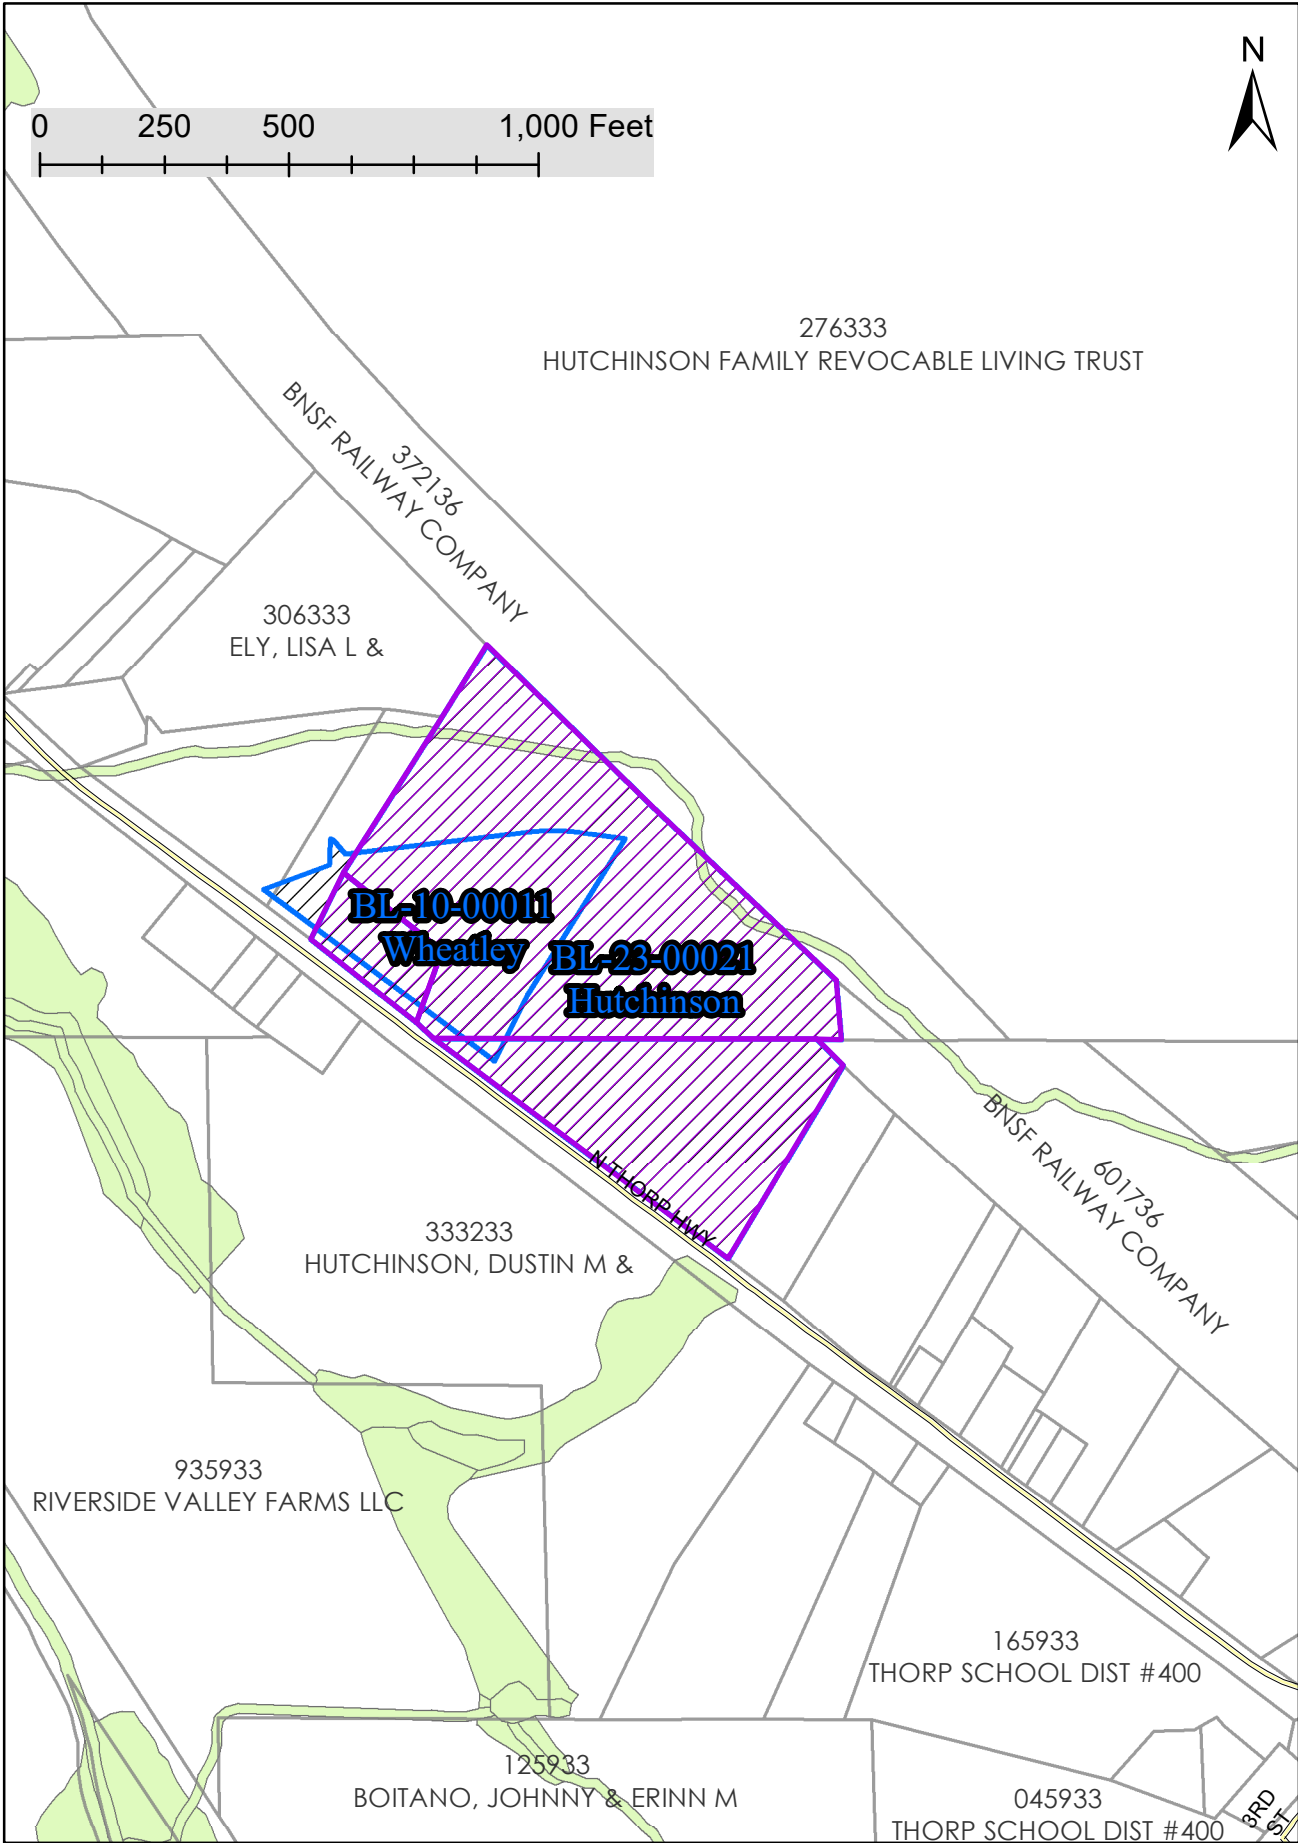 N
0 250 500 1,000 Feet
276333
HUTCHINSON FAMILY REVOCABLE LIVING TRUST
372136
BNSF RAILWAY COMPANY
306333
ELY, LISA L &
BL-10-00011
Wheatley
BL-23-00021
Hutchinson
601736
BNSF RAILWAY COMPANY
N THORP HWY
333233
HUTCHINSON, DUSTIN M &
935933
RIVERSIDE VALLEY FARMS LLC
165933
THORP SCHOOL DIST #400
125933
BOITANO, JOHNNY & ERINN M
045933
THORP SCHOOL DIST #400
3RD
ST